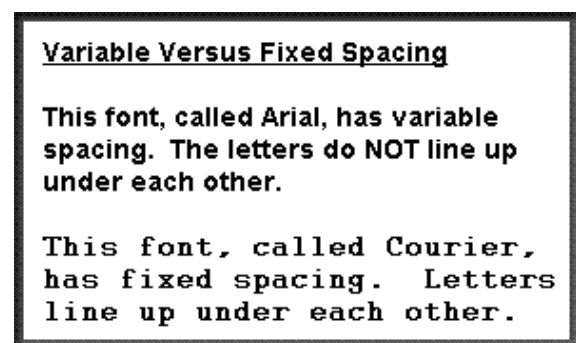 Variable Versus Fixed Spacing
This font, called Arial, has variable
spacing.  The letters do NOT line up
under each other.
This font, called Courier,
has fixed spacing.  Letters
line up under each other.